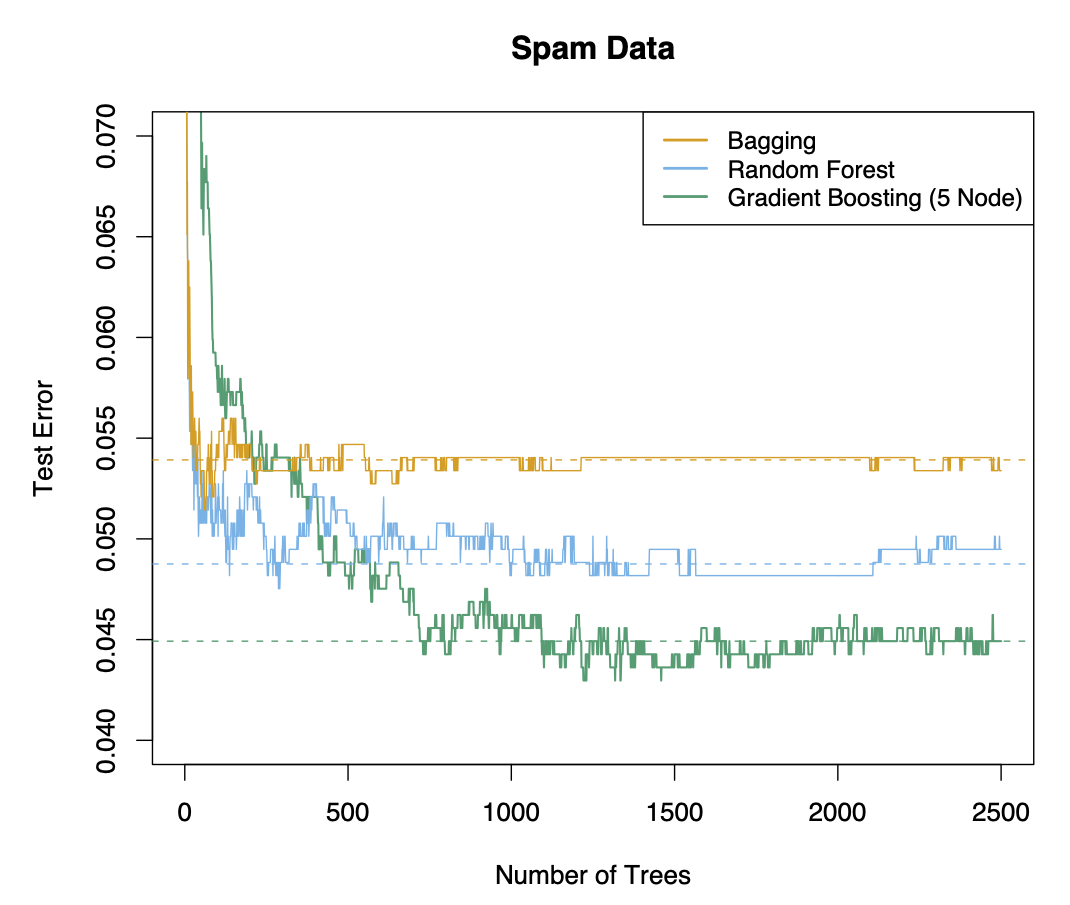 Spam Data
Bagging
Random Forest
Gradient Boosting (5 Node)
Test Error
0.070
0.065
0.060
0.055
0.050
0.045
0.040
0 500 1000 1500 2000 2500
Number of Trees